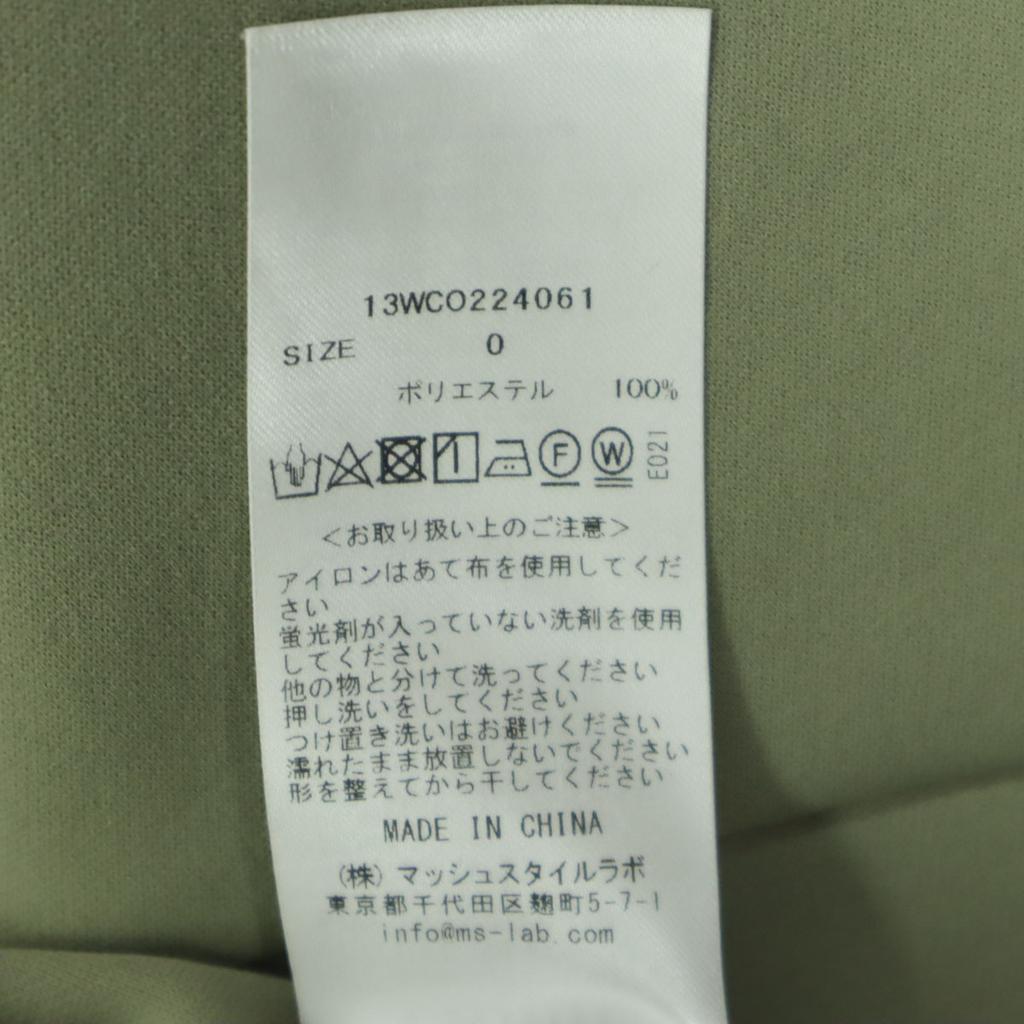 13WCO224061
SIZE 0
ポリエステル 100%
F W E021
＜お取り扱い上のご注意＞
アイロンはあて布を使用してくだ
さい
蛍光剤が入っていない洗剤を使用
してください
他の物と分けて洗ってください
押し洗いをしてください
つけ置き洗いはお避けください
濡れたまま放置しないでください
形を整えてから干してください
MADE IN CHINA
(株)マッシュスタイルラボ
東京都千代田区麹町5-7-1
info@ms-lab.com